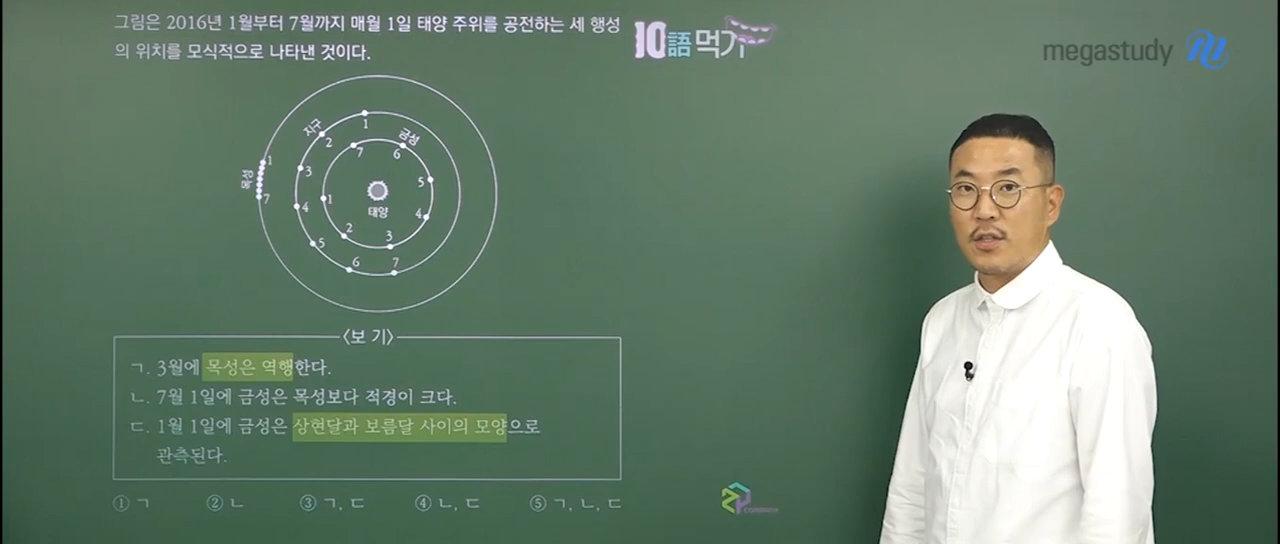 그림은 2016년 1월부터 7월까지 매월 1일 태양 주위를 공전하는 세 행성
의 위치를 모식적으로 나타낸 것이다.
10語먹기
megastudy
지구
금성
목성
태양
1
2
3
4
5
6
7
1
2
3
4
5
6
7
1
7
<보 기>
ㄱ. 3월에 목성은 역행한다.
ㄴ. 7월 1일에 금성은 목성보다 적경이 크다.
ㄷ. 1월 1일에 금성은 상현달과 보름달 사이의 모양으로
관측된다.
① ㄱ ② ㄴ ③ ㄱ, ㄷ ④ ㄴ, ㄷ ⑤ ㄱ, ㄴ, ㄷ